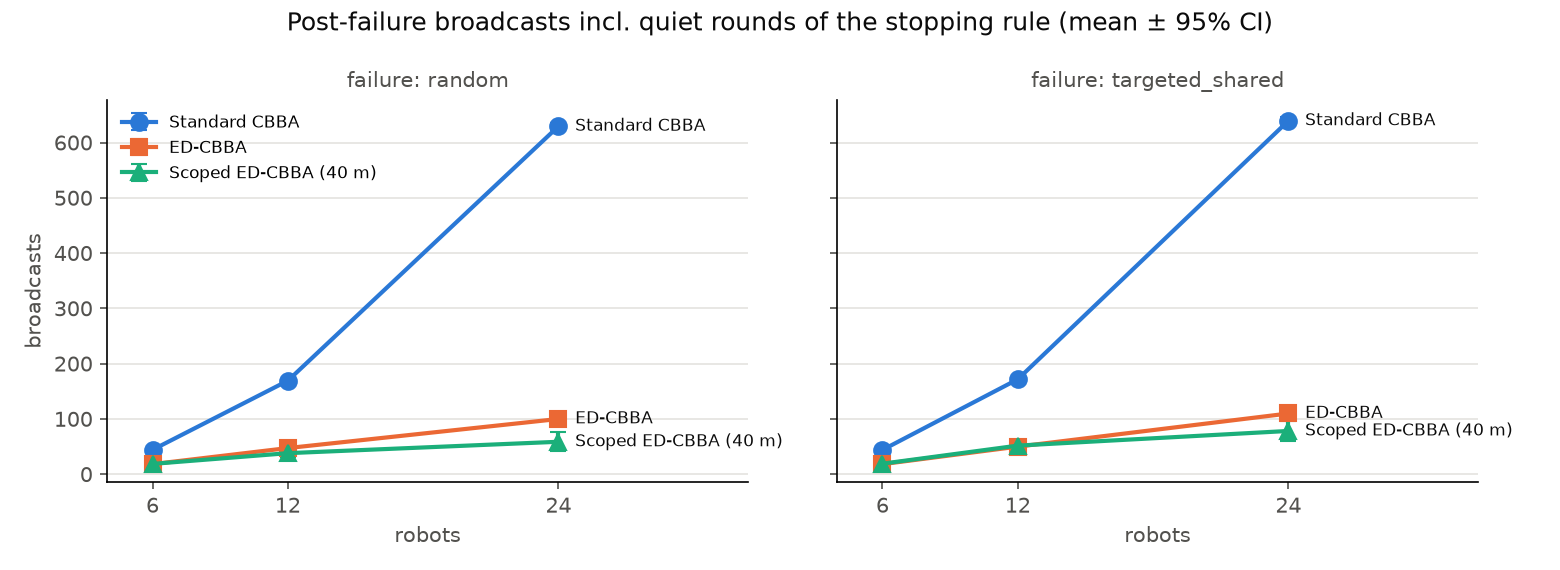 Post-failure broadcasts incl. quiet rounds of the stopping rule (mean ± 95% CI)
failure: random
Standard CBBA
ED-CBBA
Scoped ED-CBBA (40 m)
Standard CBBA
ED-CBBA
Scoped ED-CBBA (40 m)
broadcasts
600
500
400
300
200
100
0
6
12
24
robots
failure: targeted_shared
Standard CBBA
ED-CBBA
Scoped ED-CBBA (40 m)
6
12
24
robots